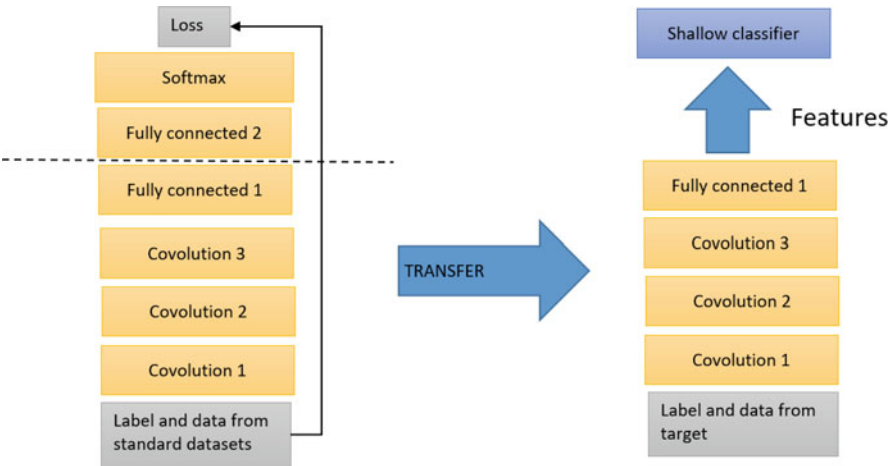 Loss
Softmax
Fully connected 2
Fully connected 1
Covolution 3
Covolution 2
Covolution 1
Label and data from
standard datasets
TRANSFER
Shallow classifier
Features
Fully connected 1
Covolution 3
Covolution 2
Covolution 1
Label and data from
target